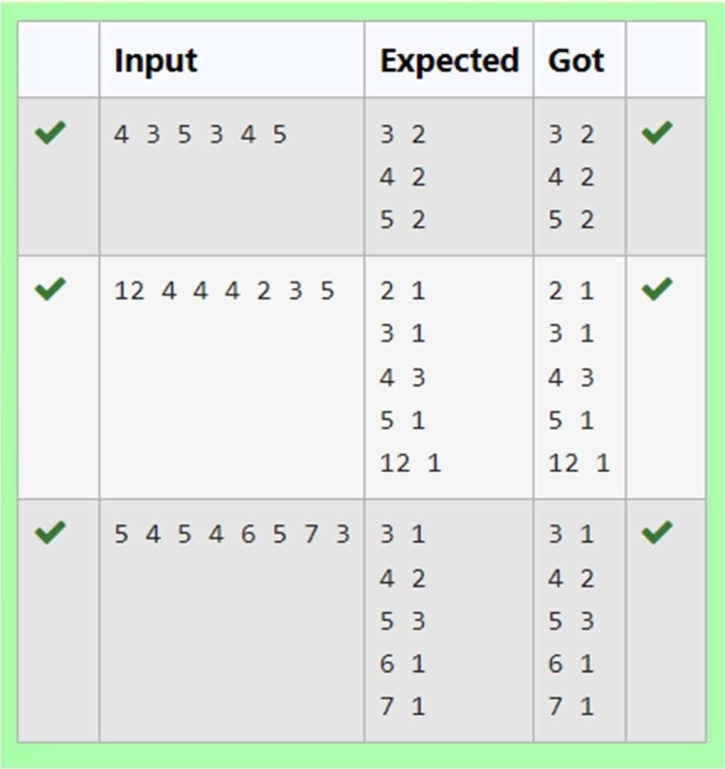 Input Expected Got
4 3 5 3 4 5 3 2 3 2
4 2 4 2
5 2 5 2
12 4 4 4 2 3 5 2 1 2 1
3 1 3 1
4 3 4 3
5 1 5 1
12 1 12 1
5 4 5 4 6 5 7 3 3 1 3 1
4 2 4 2
5 3 5 3
6 1 6 1
7 1 7 1